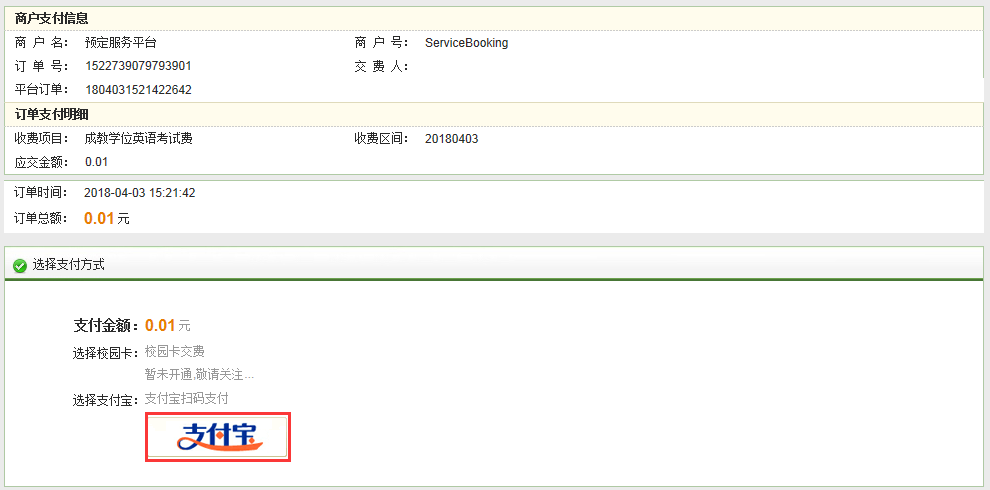 商户支付信息
商 户 名： 预定服务平台 商 户 号： ServiceBooking
订 单 号： 1522739079793901 交 费 人：
平台订单： 1804031521422642
订单支付明细
收费项目： 成教学位英语考试费 收费区间： 20180403
应交金额： 0.01
订单时间： 2018-04-03 15:21:42
订单总额： 0.01 元
选择支付方式
支付金额：0.01 元
选择校园卡：校园卡交费
暂未开通,敬请关注...
选择支付宝：支付宝扫码支付
支付宝